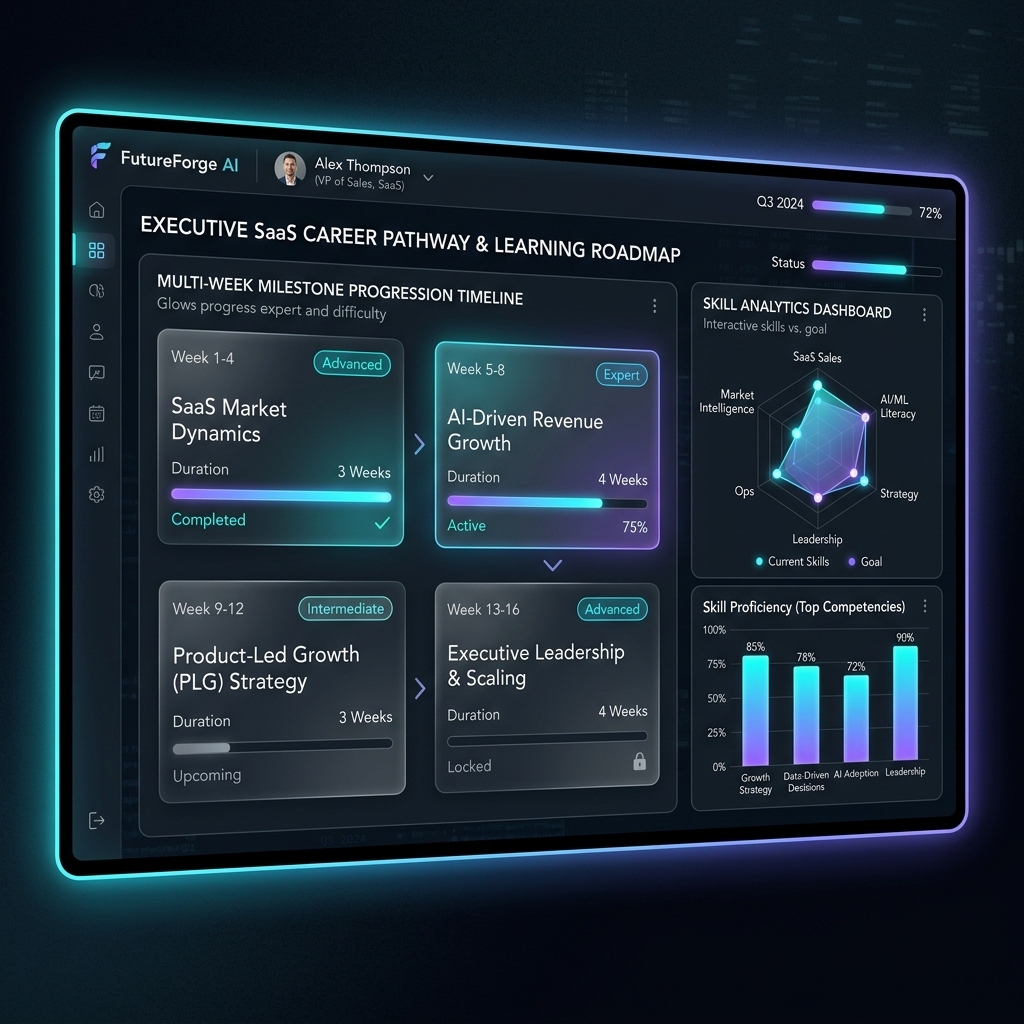 FutureForge AI
Alex Thompson
(VP of Sales, SaaS)
Q3 2024
72%
EXECUTIVE SaaS CAREER PATHWAY & LEARNING ROADMAP
Status
MULTI-WEEK MILESTONE PROGRESSION TIMELINE
Glows progress expert and difficulty
Week 1-4
Advanced
SaaS Market
Dynamics
Duration
3 Weeks
Completed
Week 5-8
Expert
AI-Driven Revenue
Growth
Duration
4 Weeks
Active
75%
Week 9-12
Intermediate
Product-Led Growth
(PLG) Strategy
Duration
3 Weeks
Upcoming
Week 13-16
Advanced
Executive Leadership
& Scaling
Duration
4 Weeks
Locked
SKILL ANALYTICS DASHBOARD
Interactive skills vs. goal
SaaS Sales
Market
Intelligence
AI/ML
Literacy
Ops
Strategy
Leadership
Current Skills
Goal
Skill Proficiency (Top Competencies)
100%
75%
50%
25%
0%
85%
78%
72%
90%
Growth
Strategy
Data-Driven
Desisions
AI Adeption
Leadership